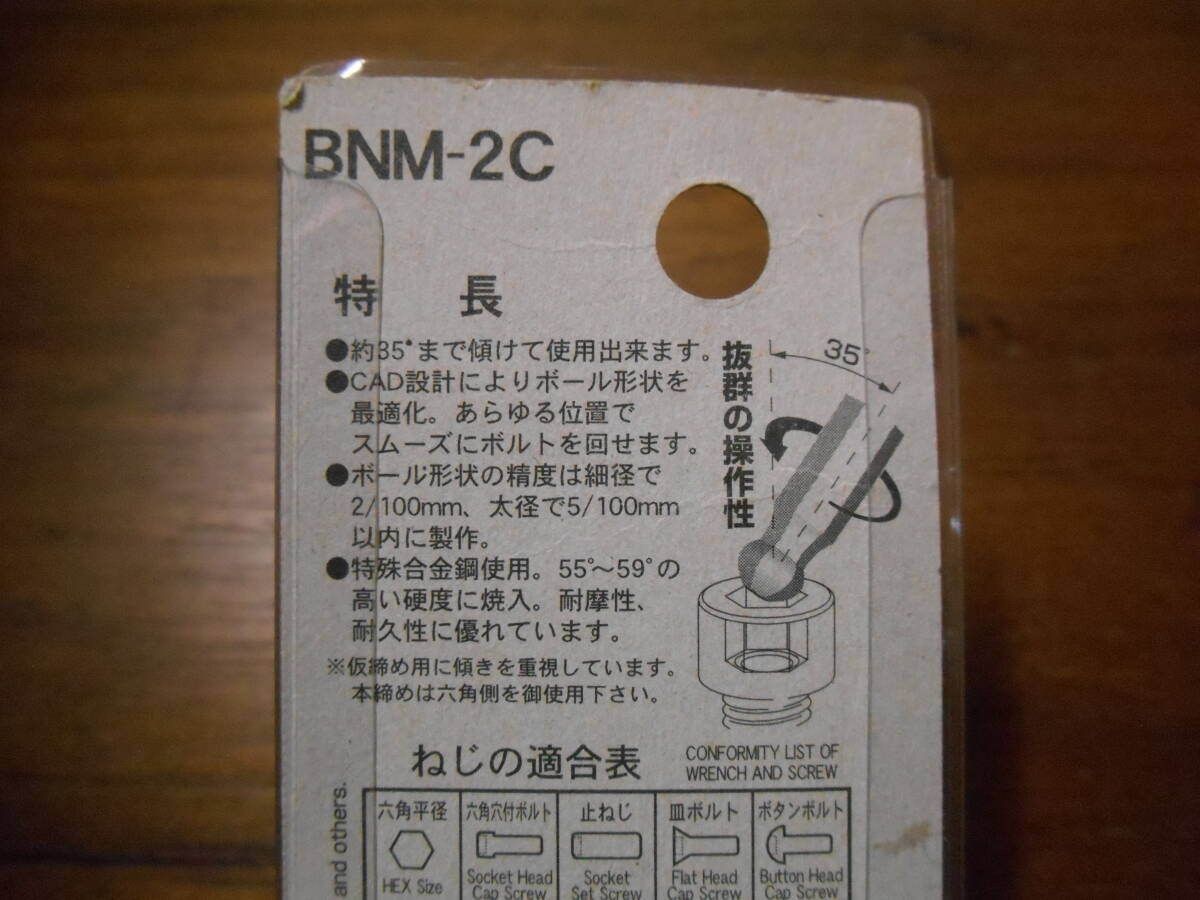 BNM-2C
特 長
●約35°まで傾けて使用出来ます。
●CAD設計によりボール形状を
最適化。あらゆる位置で
スムーズにボルトを回せます。
●ボール形状の精度は細径で
2/100mm、太径で5/100mm
以内に製作。
●特殊合金鋼使用。55°〜59°の
高い硬度に焼入。耐摩性、
耐久性に優れています。
※仮締め用に傾きを重視しています。
本締めは六角側を御使用下さい。
抜群の操作性
35°
ねじの適合表
CONFORMITY LIST OF
WRENCH AND SCREW
六角平径
HEX Size
六角穴付ボルト
Socket Head
Cap Screw
止ねじ
Socket
Set Screw
皿ボルト
Flat Head
Cap Screw
ボタンボルト
Button Head
Cap Screw
and others.